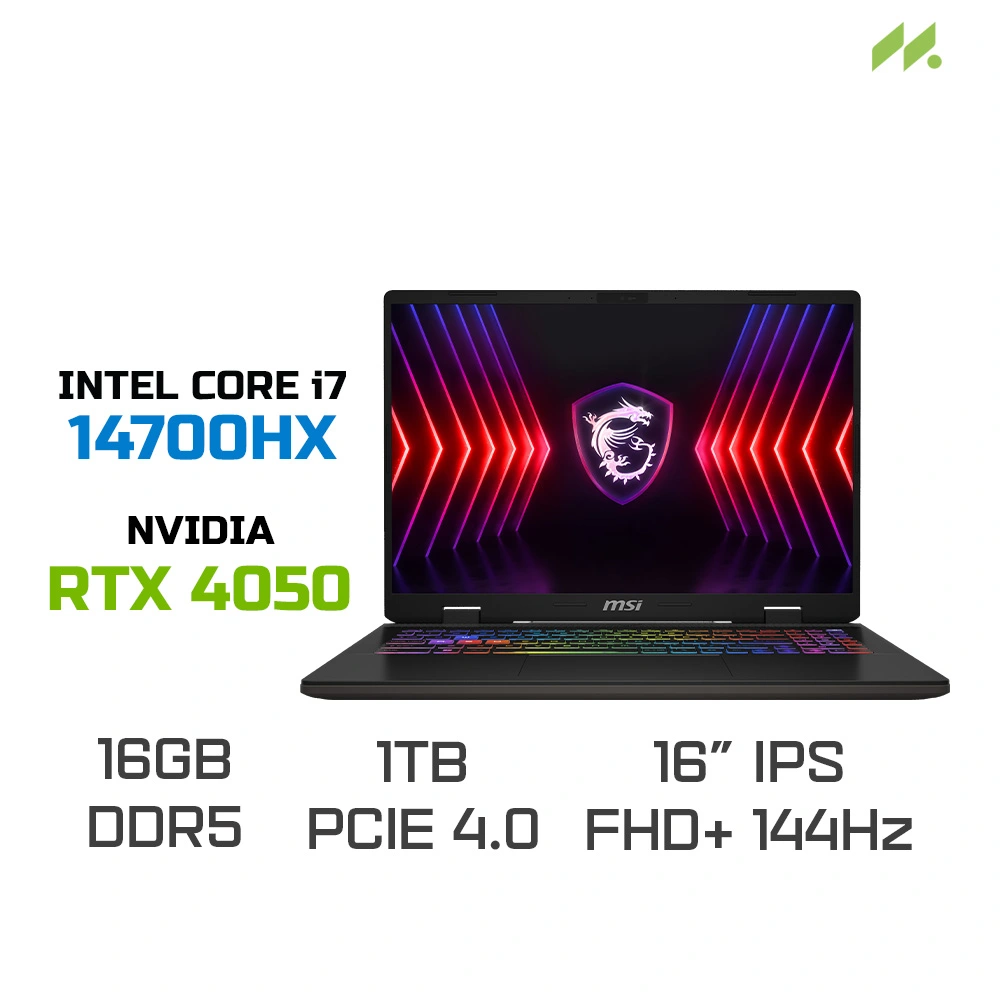 INTEL CORE i7
14700HX
NVIDIA
RTX 4050
msi
16GB
DDR5
1TB
PCIE 4.0
16” IPS
FHD+ 144Hz